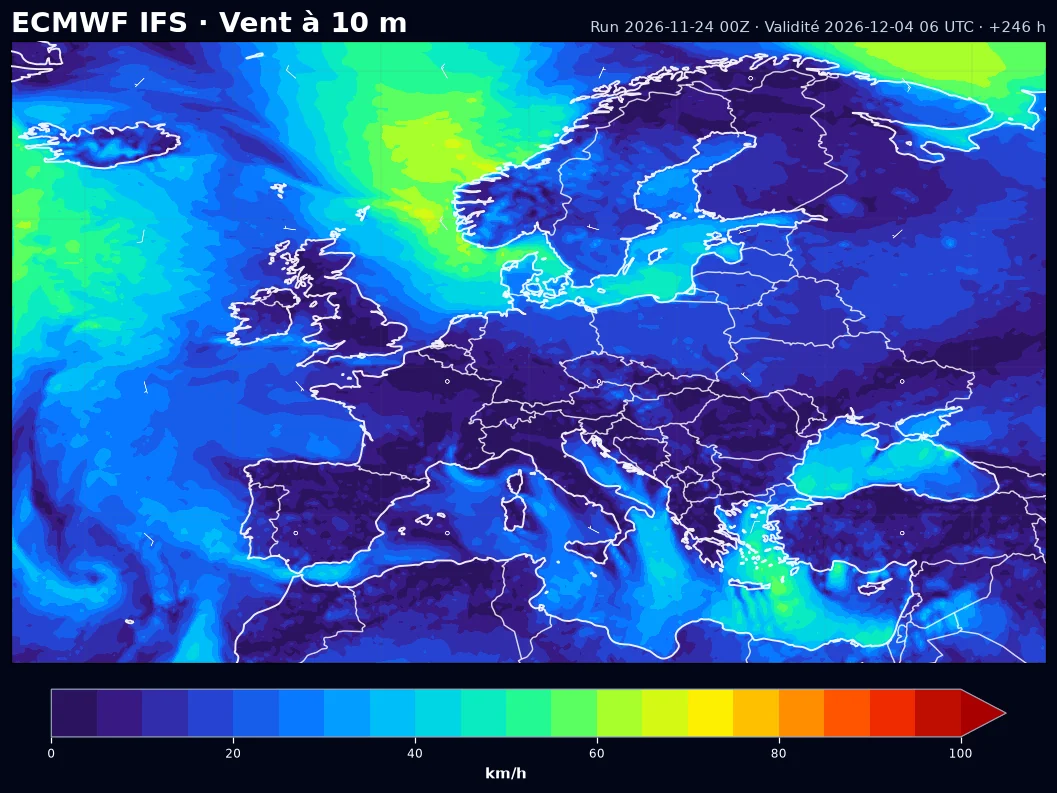 ECMWF IFS · Vent à 10 m
Run 2026-11-24 00Z · Validité 2026-12-04 06 UTC · +246 h
0 20 40 60 80 100
km/h